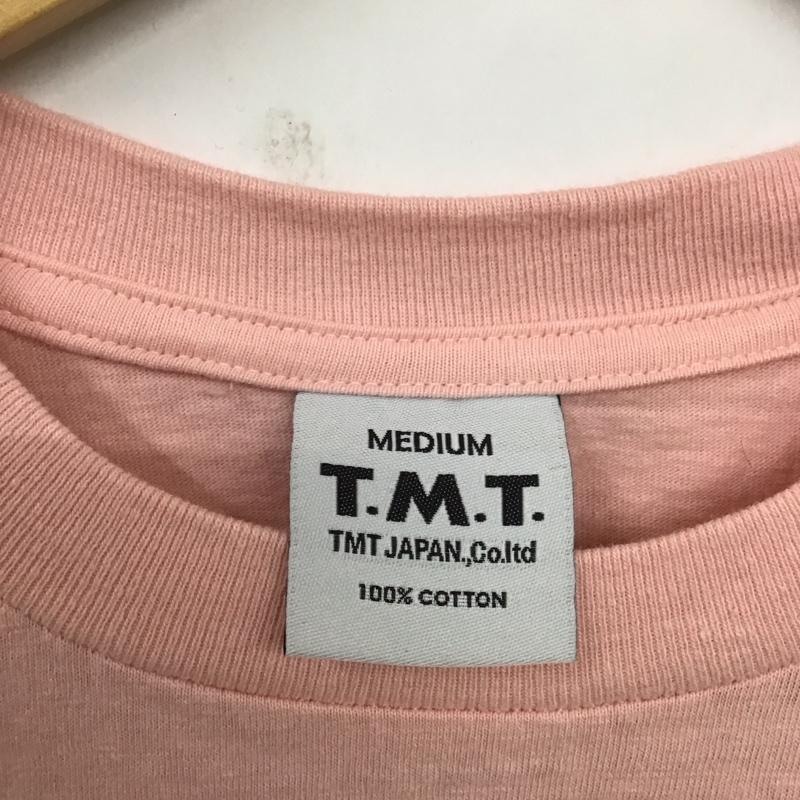 MEDIUM
T.M.T.
TMT JAPAN.,Co.ltd
100% COTTON